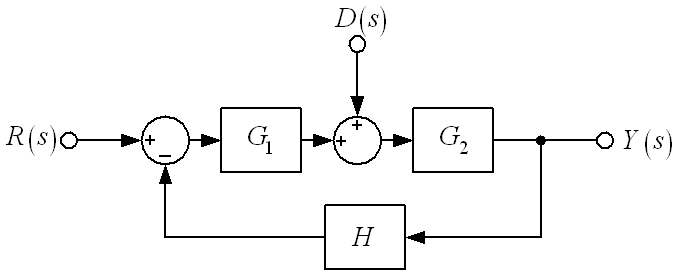 D(s)
R(s) + − G₁ + + G₂ Y(s)
H